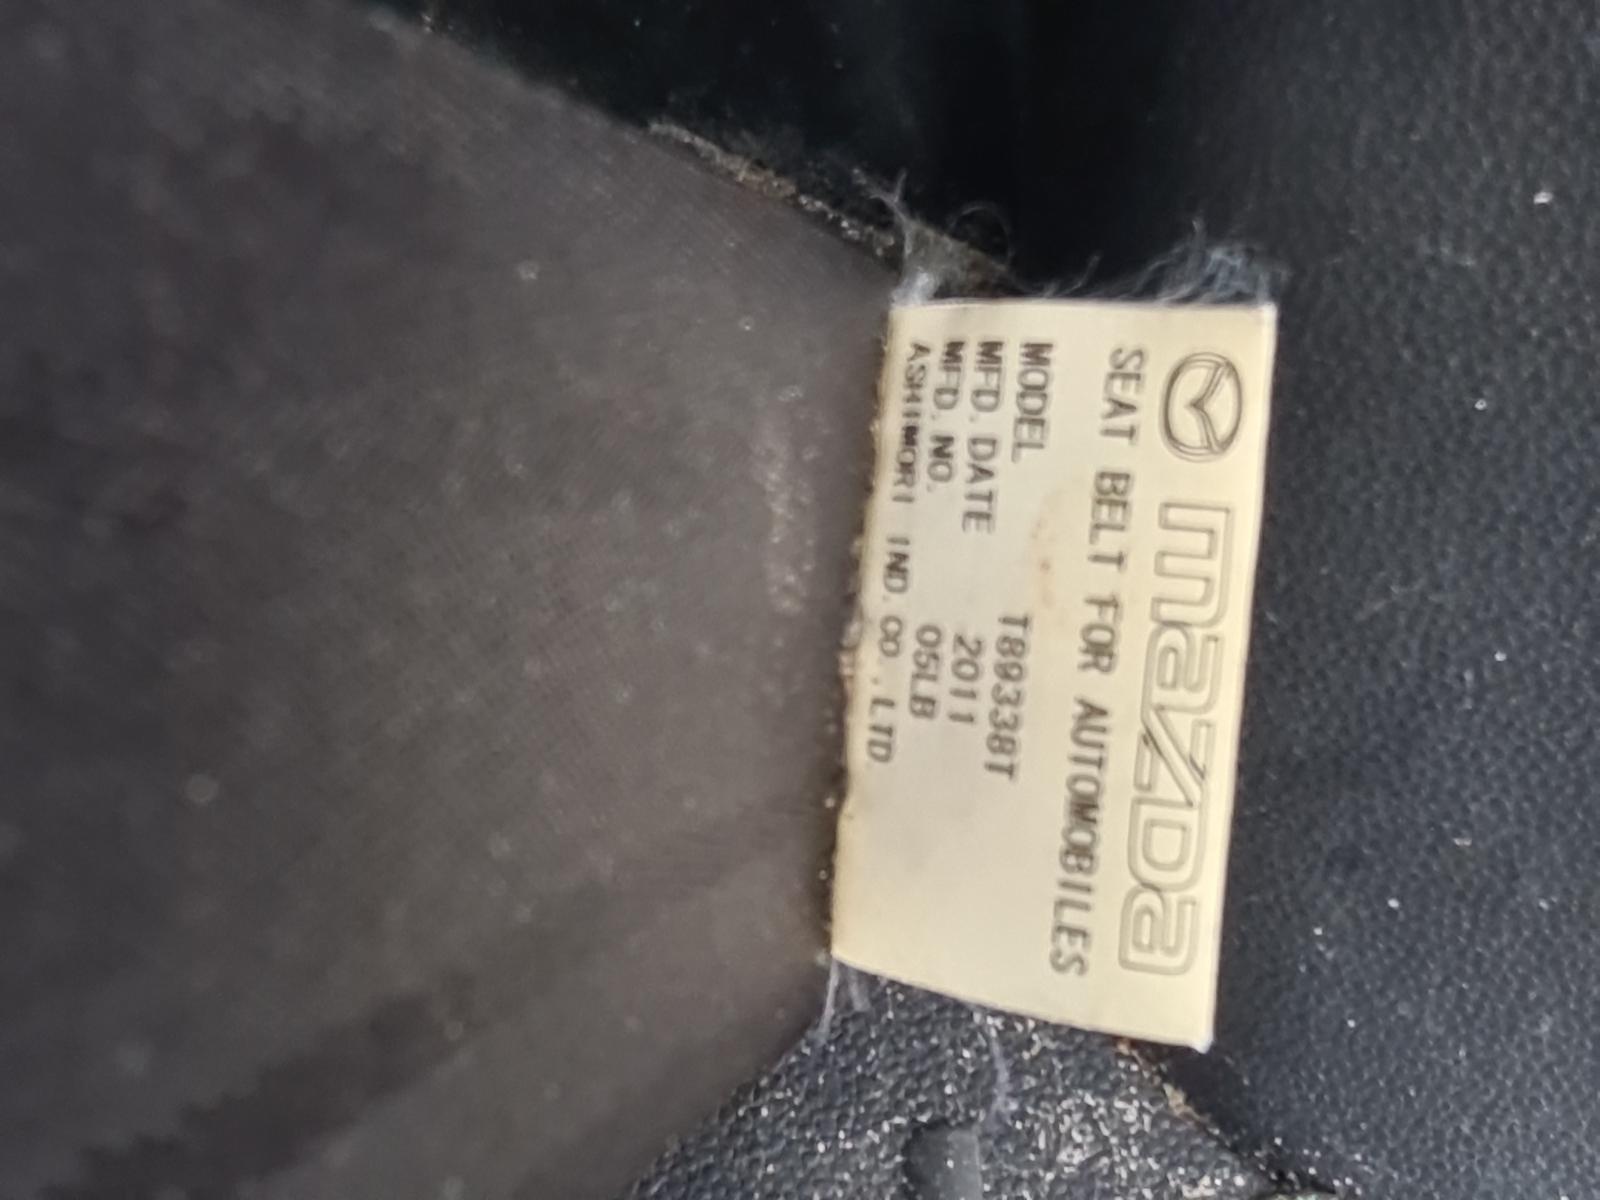 mazda
SEAT BELT FOR AUTOMOBILES
MODEL T89338T
MFD. DATE 2011
MFD. NO. 05LB
ASHIMORI IND. CO., LTD